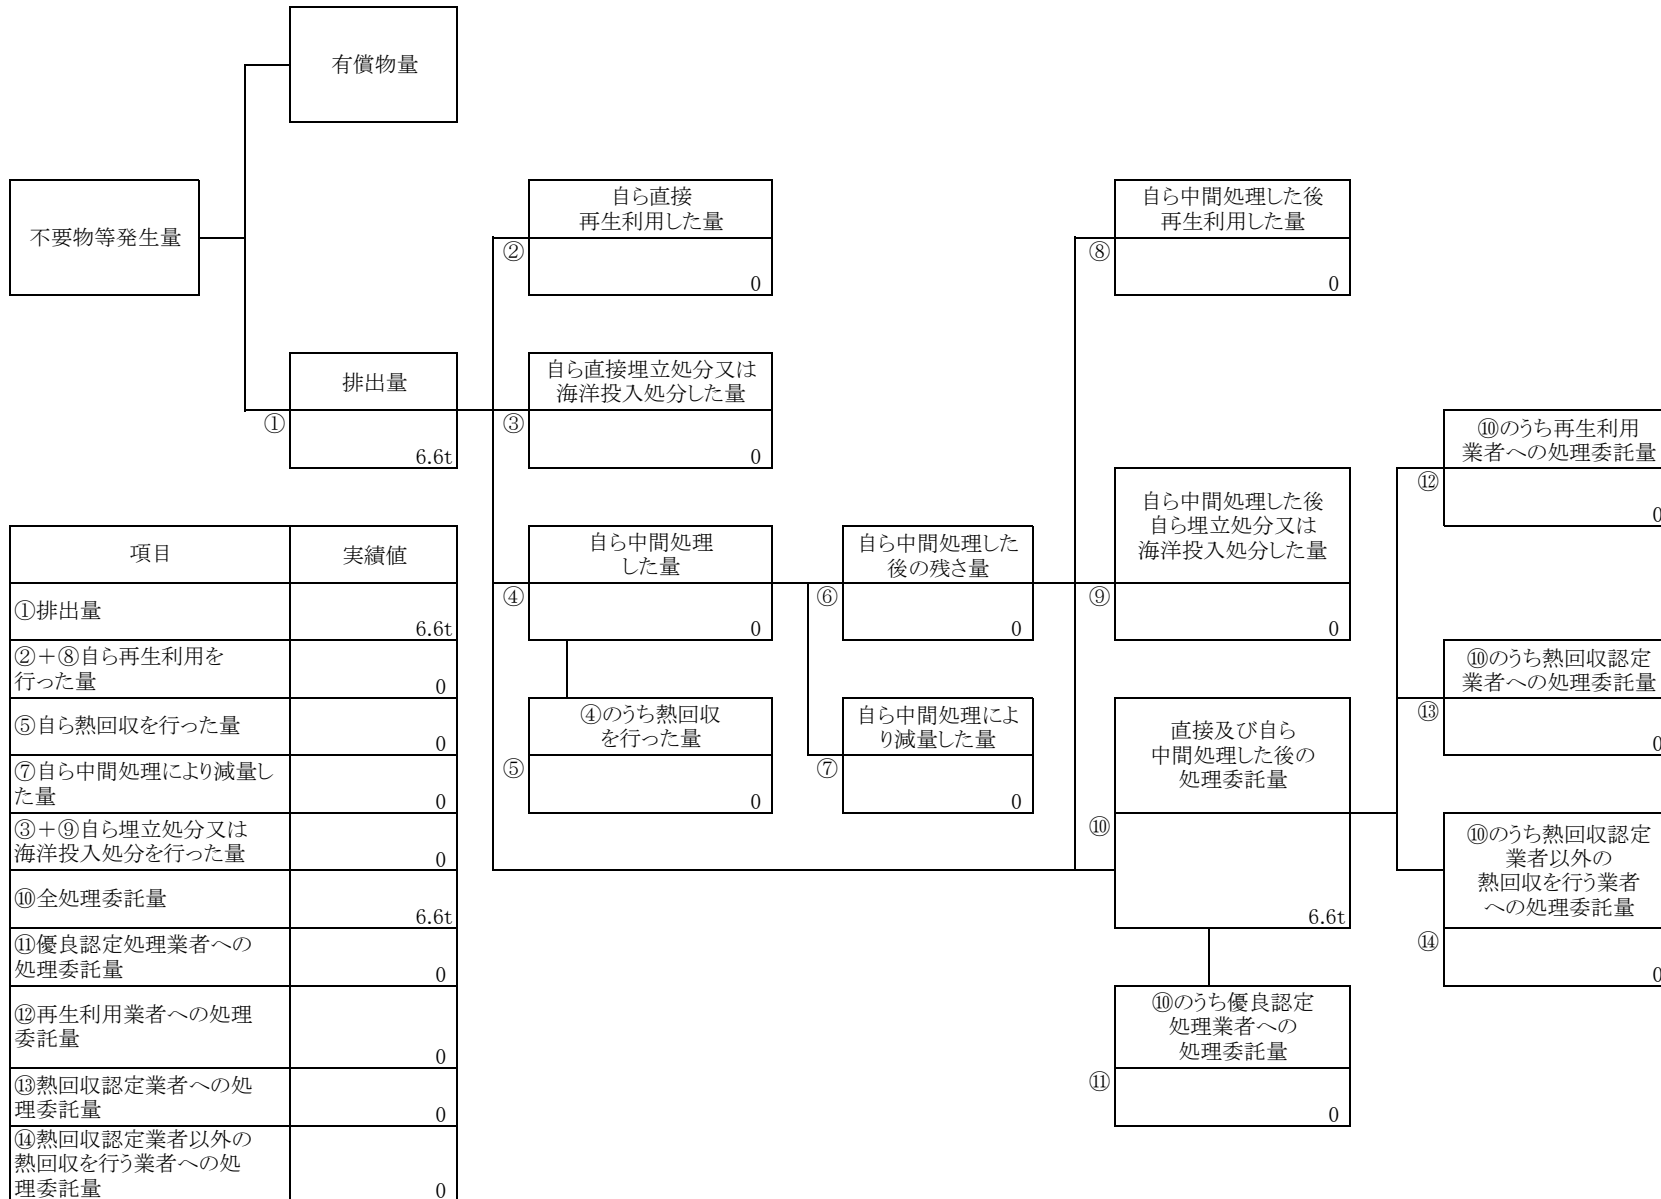 有償物量
不要物等発生量
自ら直接
再生利用した量
②
0
自ら中間処理した後
再生利用した量
⑧
0
排出量
①
6.6t
自ら直接埋立処分又は
海洋投入処分した量
③
0
⑩のうち再生利用
業者への処理委託量
⑫
0
自ら中間処理
した量
④
0
自ら中間処理した
後の残さ量
⑥
0
自ら中間処理した後
自ら埋立処分又は
海洋投入処分した量
⑨
0
⑩のうち熱回収認定
業者への処理委託量
⑬
0
④のうち熱回収
を行った量
⑤
0
自ら中間処理によ
り減量した量
⑦
0
直接及び自ら
中間処理した後の
処理委託量
⑩
6.6t
⑩のうち熱回収認定
業者以外の
熱回収を行う業者
への処理委託量
⑭
0
⑩のうち優良認定
処理業者への
処理委託量
⑪
0
項目 実績値
①排出量 6.6t
②+⑧自ら再生利用を
行った量 0
⑤自ら熱回収を行った量 0
⑦自ら中間処理により減量し
た量 0
③+⑨自ら埋立処分又は
海洋投入処分を行った量 0
⑩全処理委託量 6.6t
⑪優良認定処理業者への
処理委託量 0
⑫再生利用業者への処理
委託量 0
⑬熱回収認定業者への処
理委託量 0
⑭熱回収認定業者以外の
熱回収を行う業者への処
理委託量 0